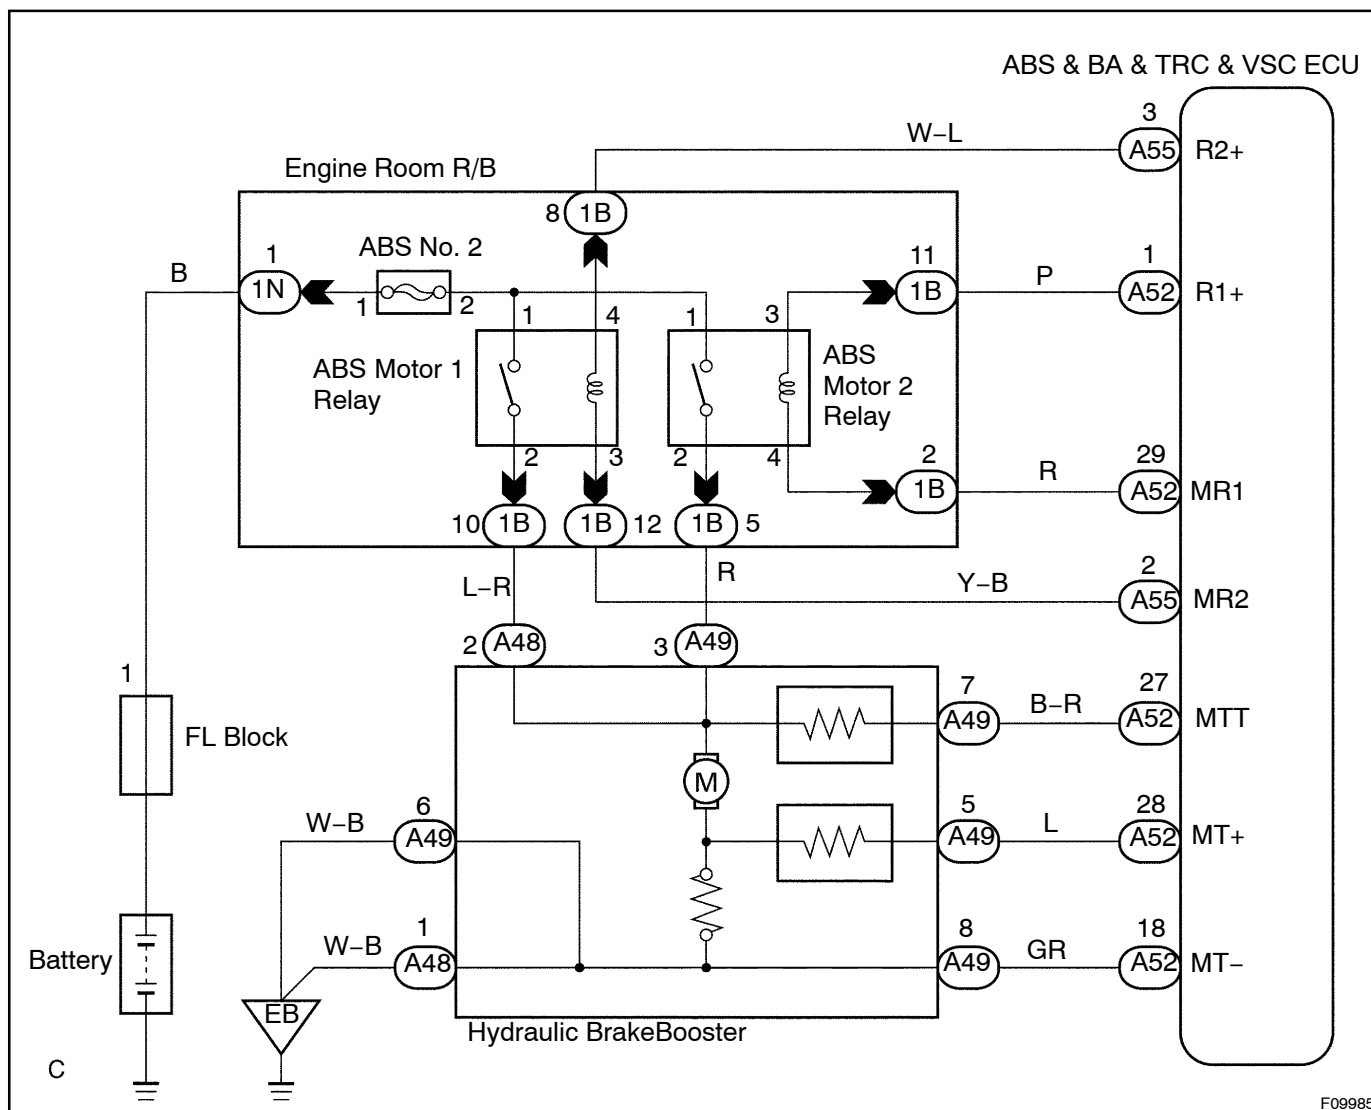 ABS & BA & TRC & VSC ECU
3
W–L
A55
R2+
Engine Room R/B
8
1B
1
ABS No. 2
11
1
B
1N
1
2
1B
P
A52
R1+
1
4
1
3
ABS Motor 1
Relay
ABS
Motor 2
Relay
2
3
2
4
2
29
1B
R
A52
MR1
10
1B
1B
12
1B
5
L–R
R
2
Y–B
A55
MR2
2
A48
3
A49
1
7
27
A49
B–R
A52
MTT
FL Block
M
6
5
28
W–B
A49
A49
L
A52
MT+
1
8
18
Battery
W–B
A48
A49
GR
A52
MT–
EB
Hydraulic BrakeBooster
C
F09985